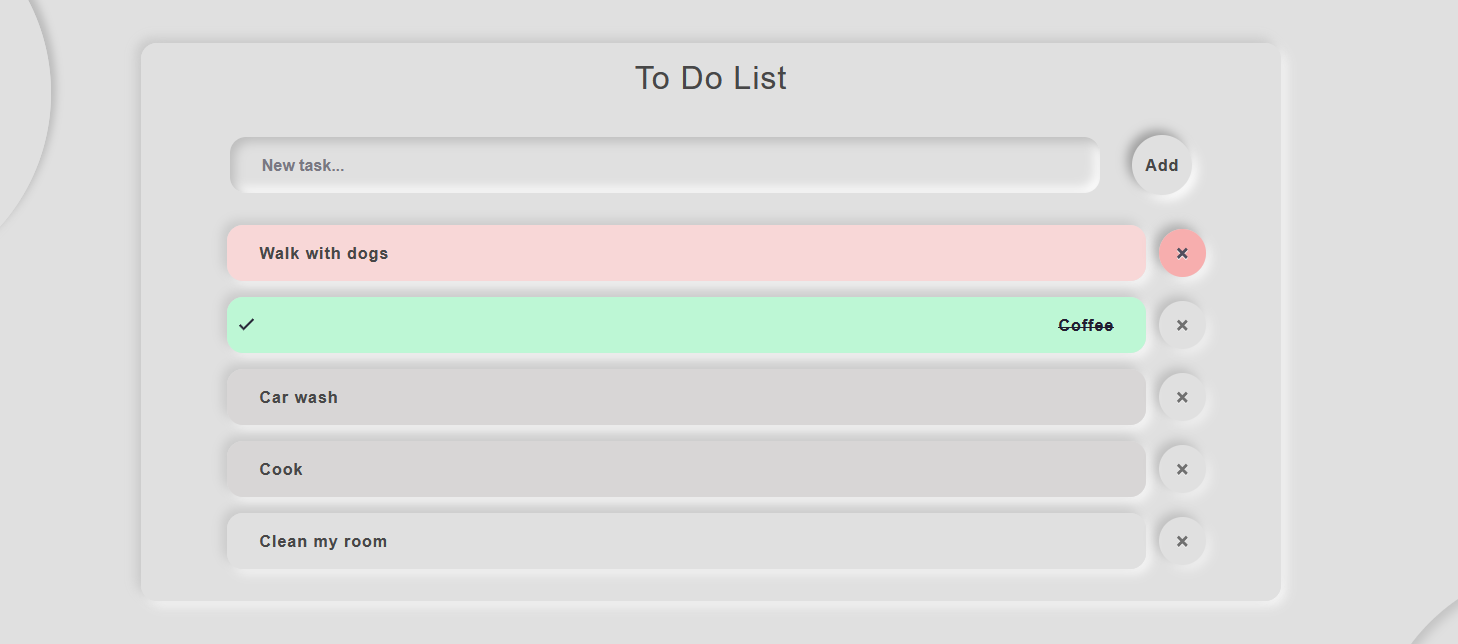 To Do List
New task...
Add
Walk with dogs
×
✓ Coffee
×
Car wash
×
Cook
×
Clean my room
×